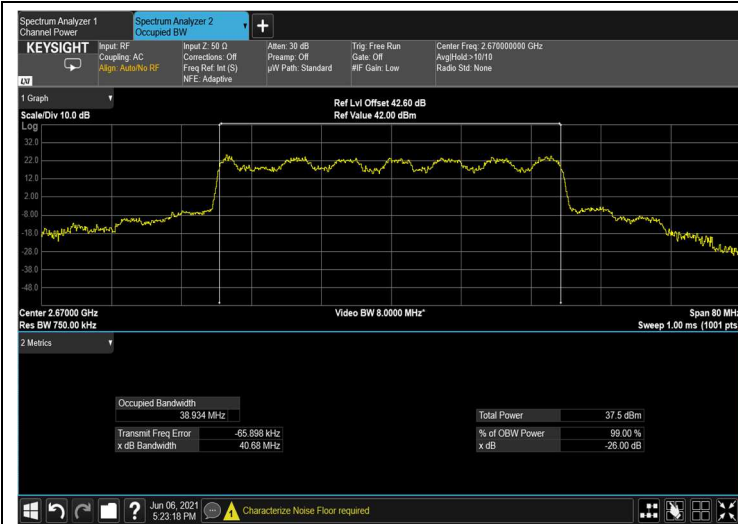 Spectrum Analyzer 1
Channel Power
Spectrum Analyzer 2
Occupied BW
KEYSIGHT
LXI
Input: RF
Coupling: AC
Align: Auto/No RF
Input Z: 50 Ω
Corrections: Off
Freq Ref: Int (S)
NFE: Adaptive
Atten: 30 dB
Preamp: Off
µW Path: Standard
Trig: Free Run
Gate: Off
#IF Gain: Low
Center Freq: 2.670000000 GHz
Avg|Hold:>10/10
Radio Std: None
1 Graph
Scale/Div 10.0 dB
Ref Lvl Offset 42.60 dB
Ref Value 42.00 dBm
Log
32.0
22.0
12.0
2.00
-8.00
-18.0
-28.0
-38.0
-48.0
Center 2.67000 GHz
Res BW 750.00 kHz
Video BW 8.0000 MHz*
Span 80 MHz
Sweep 1.00 ms (1001 pts
2 Metrics
Occupied Bandwidth
38.934 MHz
Transmit Freq Error -65.898 kHz
x dB Bandwidth 40.68 MHz
Total Power 37.5 dBm
% of OBW Power 99.00 %
x dB -26.00 dB
Jun 06, 2021
5:23:18 PM
1
Characterize Noise Floor required